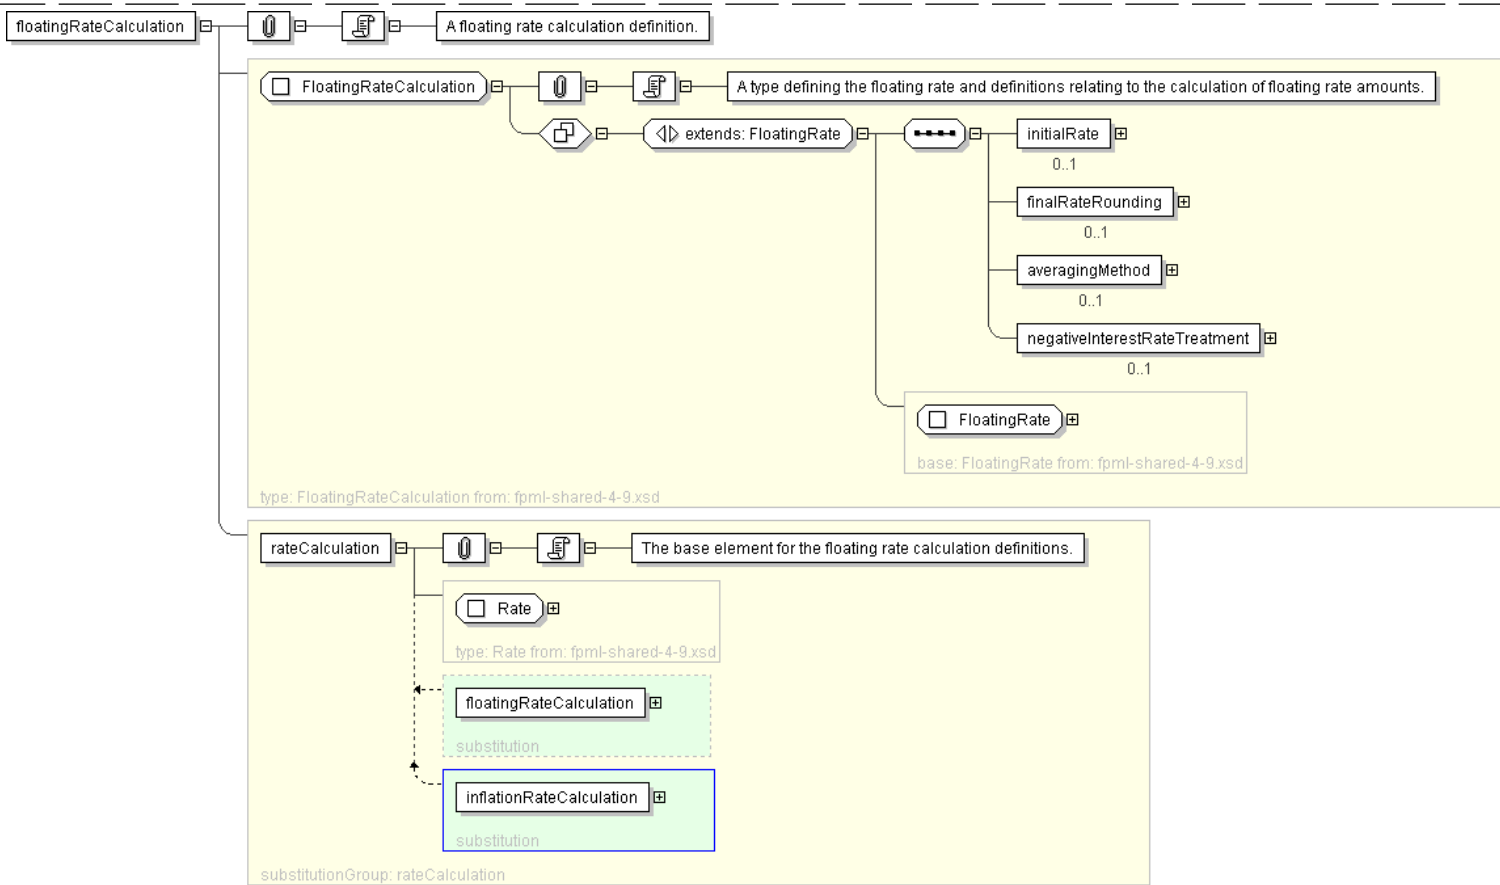 floatingRateCalculation
A floating rate calculation definition.
FloatingRateCalculation
A type defining the floating rate and definitions relating to the calculation of floating rate amounts.
extends: FloatingRate
initialRate
0..1
finalRateRounding
0..1
averagingMethod
0..1
negativeInterestRateTreatment
0..1
FloatingRate
base: FloatingRate from: fpml-shared-4-9.xsd
type: FloatingRateCalculation from: fpml-shared-4-9.xsd
rateCalculation
The base element for the floating rate calculation definitions.
Rate
type: Rate from: fpml-shared-4-9.xsd
floatingRateCalculation
substitution
inflationRateCalculation
substitution
substitutionGroup: rateCalculation